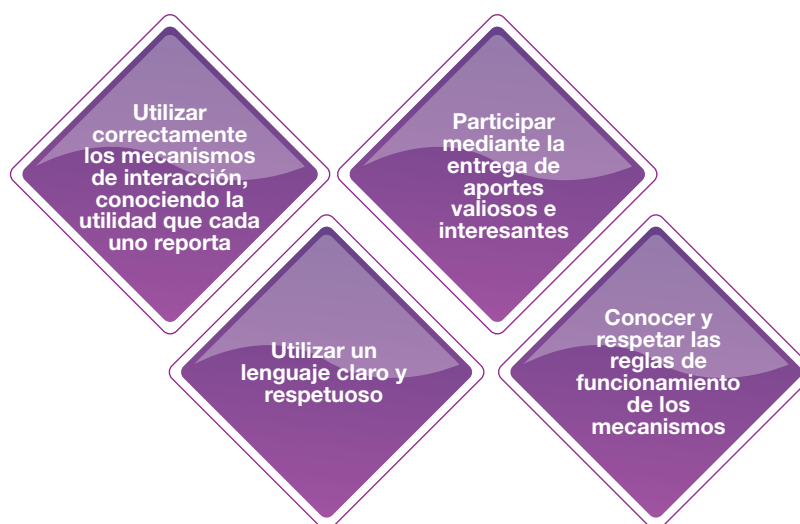 Utilizar
correctamente
los mecanismos
de interacción,
conociendo la
utilidad que cada
uno reporta
Participar
mediante la
entrega de
aportes
valiosos e
interesantes
Utilizar un
lenguaje claro y
respetuoso
Conocer y
respetar las
reglas de
funcionamiento
de los
mecanismos